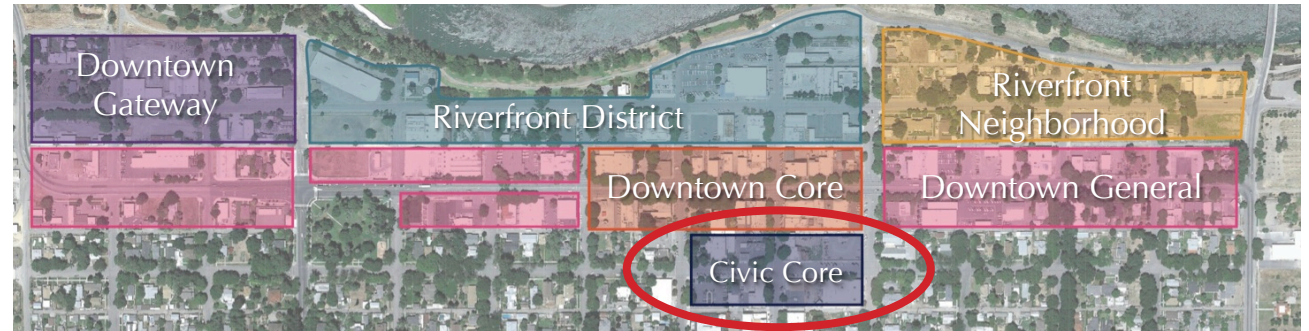 Downtown
Gateway
Riverfront District
Riverfront
Neighborhood
Downtown Core
Downtown General
Civic Core